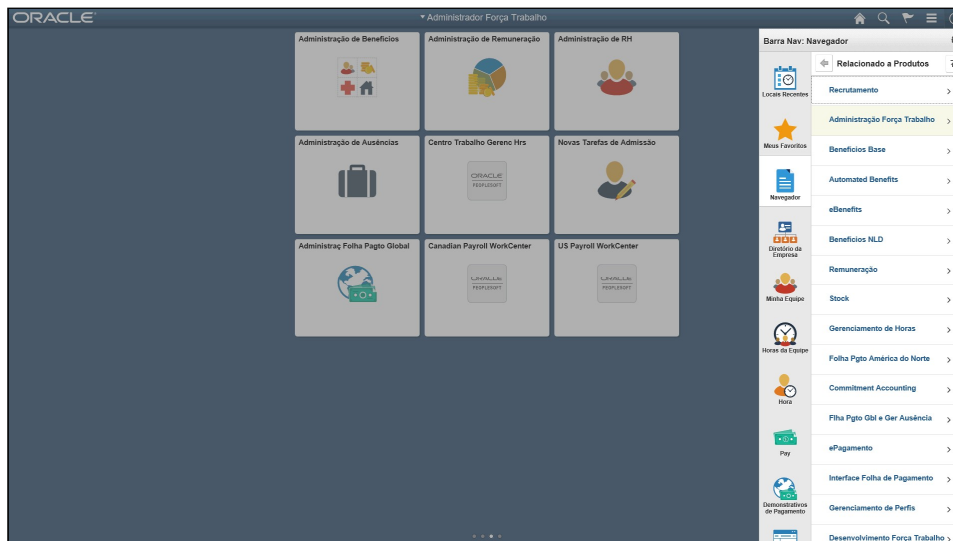 ORACLE
Administrador Força Trabalho
Administração de Benefícios
Administração de Remuneração
Administração de RH
Administração de Ausências
Centro Trabalho Gerenc Hrs
ORACLE
PEOPLESOFT
Novas Tarefas de Admissão
Administraç Folha Pagto Global
Canadian Payroll WorkCenter
ORACLE
PEOPLESOFT
US Payroll WorkCenter
ORACLE
PEOPLESOFT
Barra Nav: Navegador
Locais Recentes
Meus Favoritos
Navegador
Diretório da
Empresa
Minha Equipe
Horas da Equipe
Hora
Pay
Demonstrativos
de Pagamento
Relacionado a Produtos
Recrutamento
Administração Força Trabalho
Benefícios Base
Automated Benefits
eBenefits
Benefícios NLD
Remuneração
Stock
Gerenciamento de Horas
Folha Pgto América do Norte
Commitment Accounting
Flha Pgto Gbl e Ger Ausência
ePagamento
Interface Folha de Pagamento
Gerenciamento de Perfis
Desenvolvimento Força Trabalho